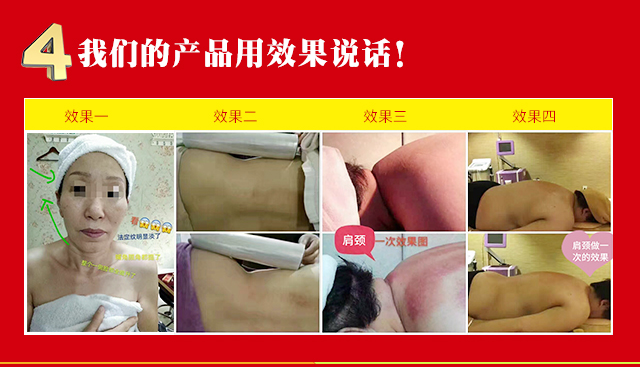 4 我们的产品用效果说话！
效果一 效果二 效果三 效果四
看
法定纹明显淡了
肩颈
一次效果图
肩颈做一
次的效果